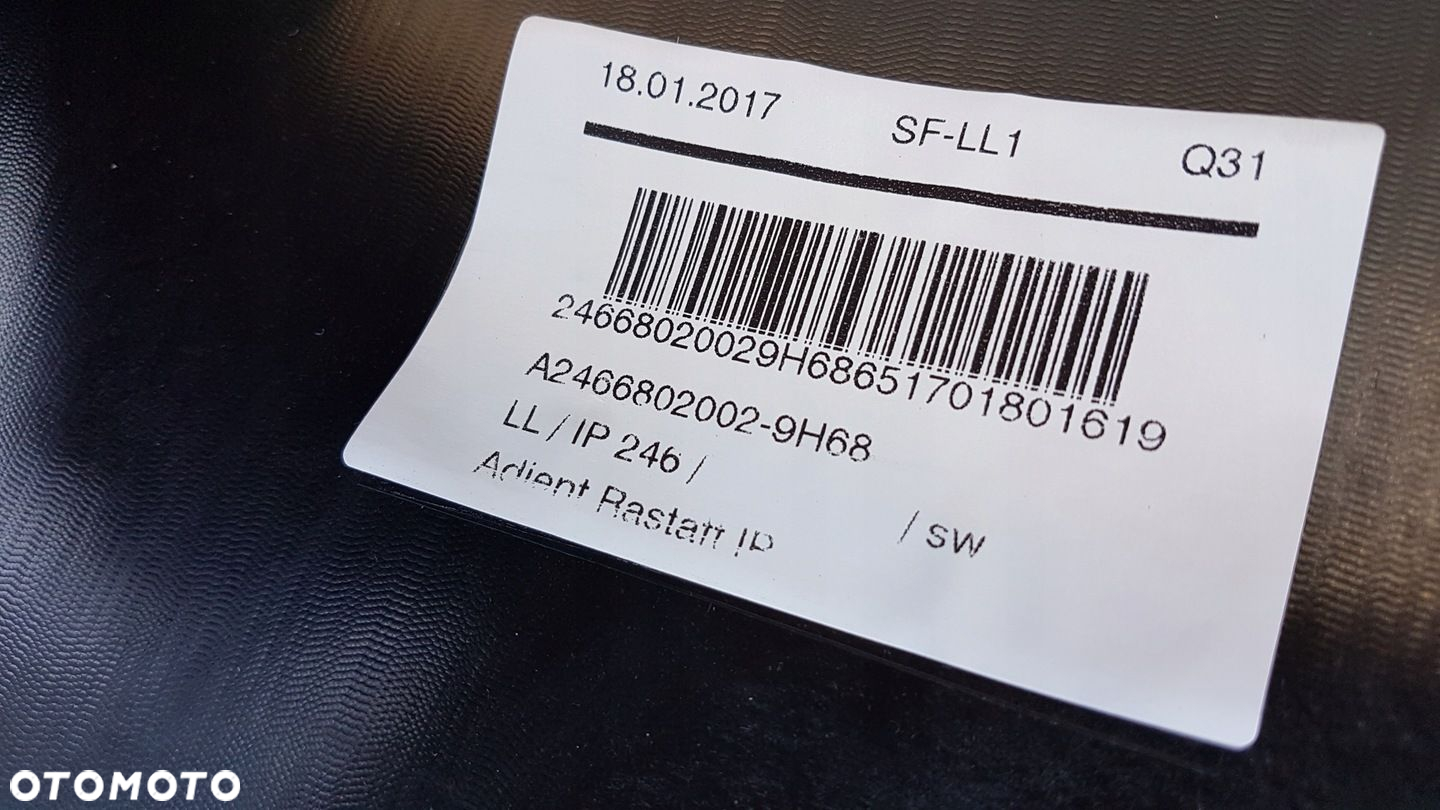 18.01.2017 SF-LL1 Q31
24668020029H68651701801619
A2466802002-9H68
LL / IP 246 / / SW
Adient Rastatt IP
OTOMOTO